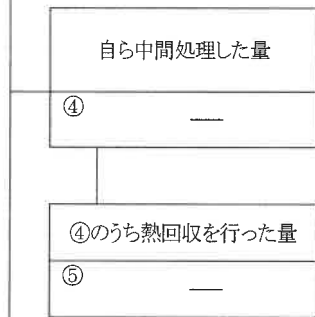 自ら中間処理した量
④
—
④のうち熱回収を行った量
⑤
—